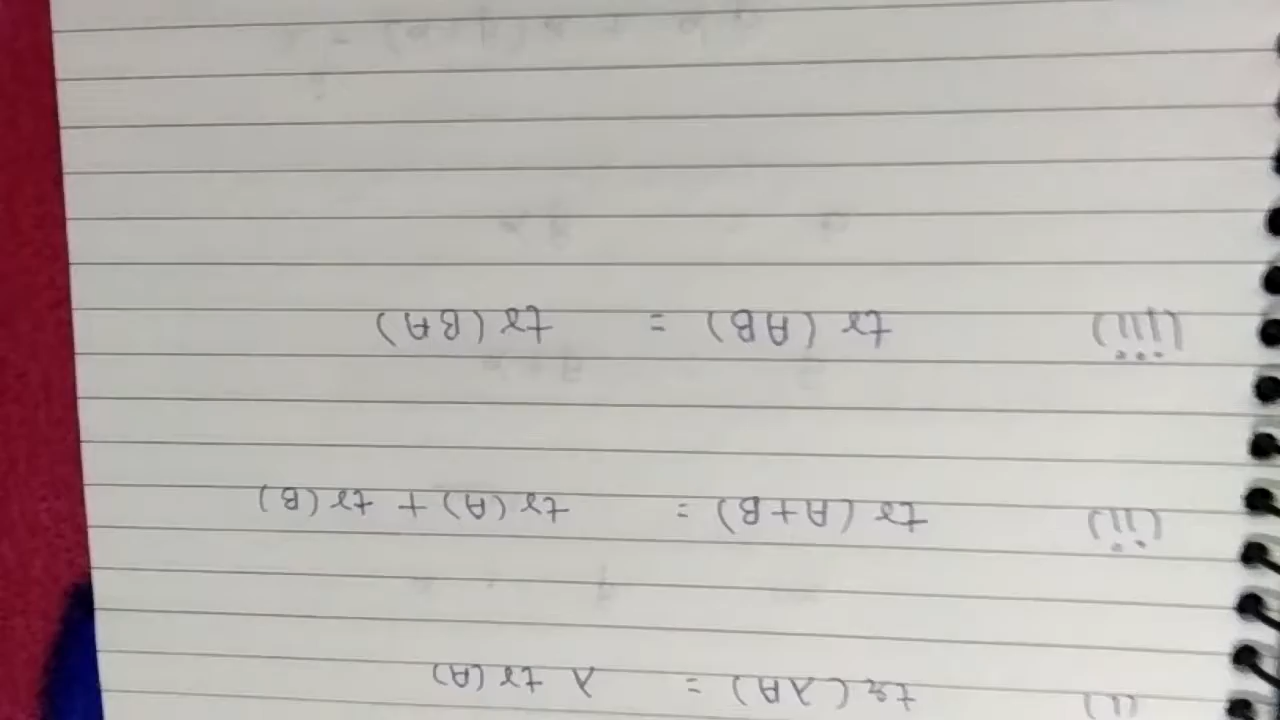 (i) tr(λA) = λ tr(A)
(ii) tr(A+B) = tr(A) + tr(B)
(iii) tr(AB) = tr(BA)